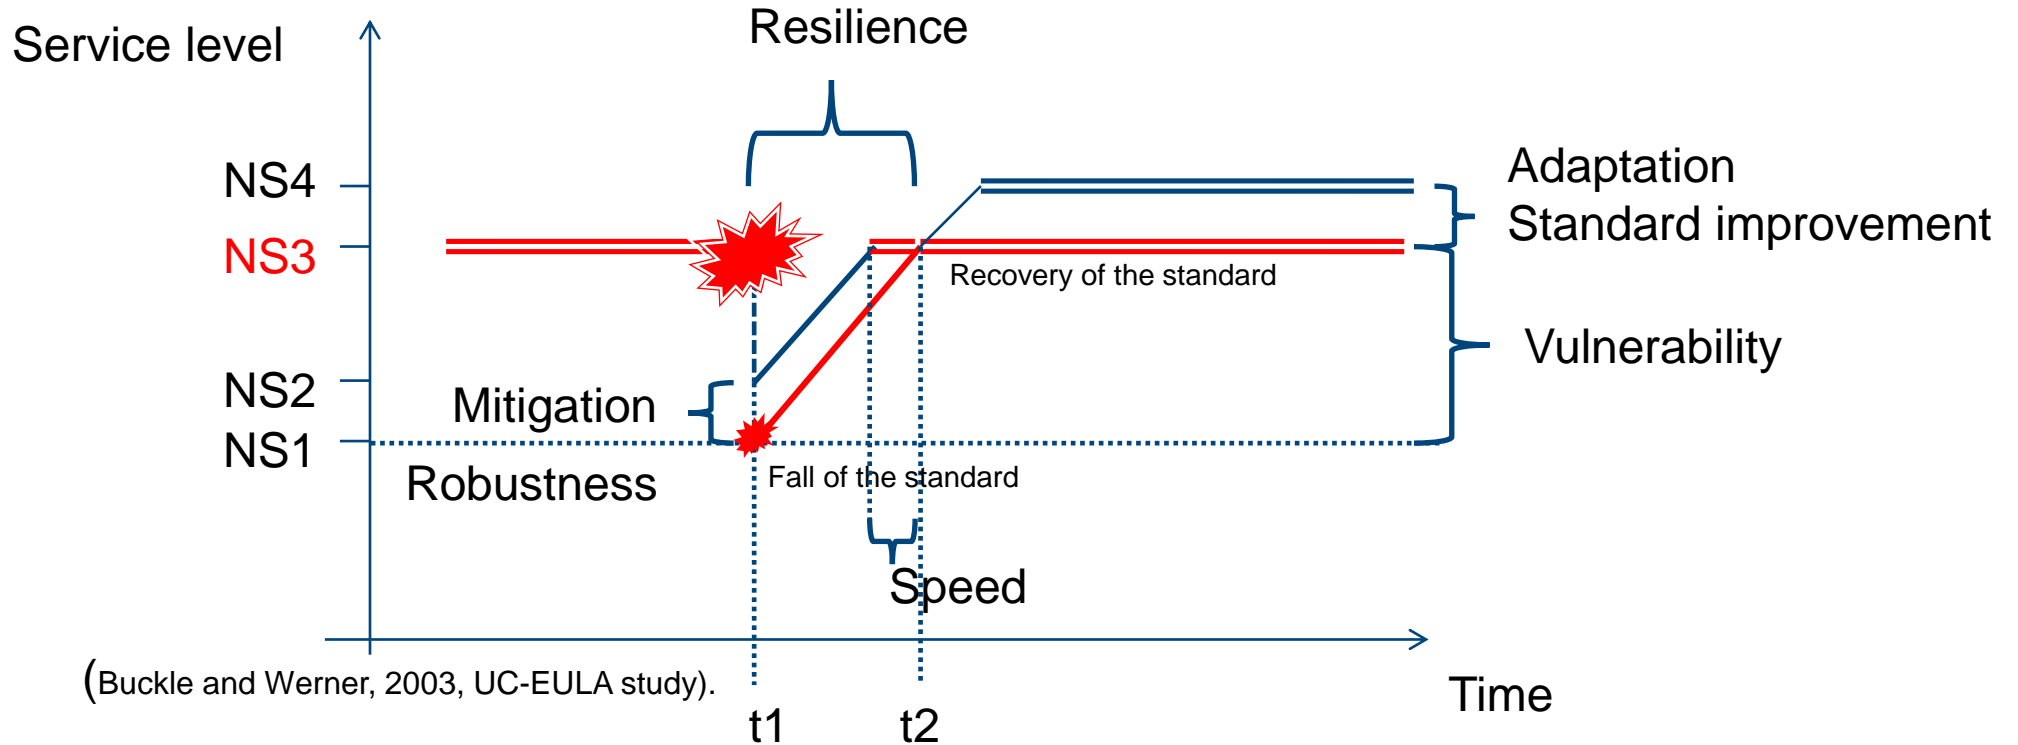 Resilience
Service level
NS4
Adaptation
Standard improvement
NS3
Recovery of the standard
Vulnerability
NS2
Mitigation
NS1
Robustness
Fall of the standard
Speed
(Buckle and Werner, 2003, UC-EULA study).
Time
t1
t2